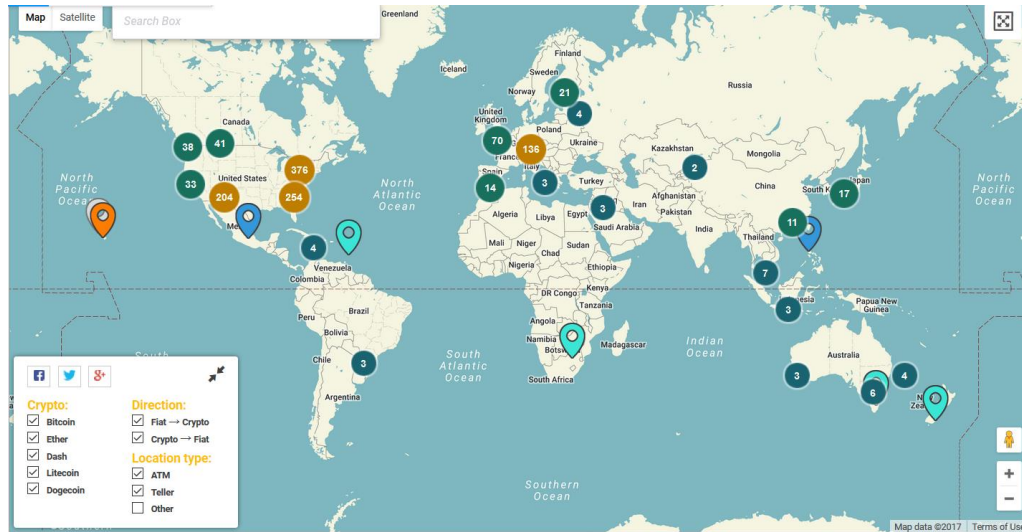 Map Satellite
Search Box
Greenland
Iceland
Finland
Sweden
Norway
Russia
21
4
United
Kingdom
70
Poland
136
Ukraine
Canada
38
41
376
33
United States
204
254
North
Pacific
North
Atlantic
Ocean
Spain
14
Italy
3
Turkey
Kazakhstan
2
Mongolia
China
17
North
Pacific
Ocean
Afghanistan
Pakistan
Iran
3
Saudi Arabia
Algeria
Libya
Egypt
India
11
Thailand
4
Venezuela
Colombia
Mali
Niger
Chad
Sudan
Nigeria
Ethiopia
7
Kenya
DR Congo
Tanzania
3
Papua New
Guinea
Peru
Brazil
Angola
Bolivia
Namibia
Madagascar
Indian
Ocean
Australia
Chile
3
South
Atlantic
Ocean
South Africa
3
4
6
Argentina
Crypto:
Bitcoin
Ether
Dash
Litecoin
Dogecoin
Direction:
Fiat → Crypto
Crypto → Fiat
Location type:
ATM
Teller
Other
Southern
Ocean
Map data ©2017 Terms of Use